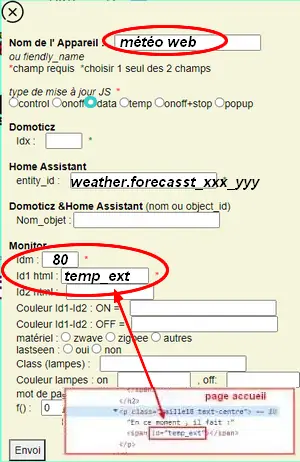 Nom de l' Appareil : météo web
ou fiendly_name
*champ requis *choisir 1 seul des 2 champs
type de mise à jour JS *
control onoff data temp onoff+stop popup
Domoticz
Idx : *
Home Assistant
entity_id : weather.forecasst_xxx_yyy
Domoticz &Home Assistant (nom ou object_id)
Nom_objet :
Monitor
Idm : 80 *
Id1 html : temp_ext *
Id2 html :
Couleur Id1-Id2 : ON =
Couleur Id1-Id2 : OFF =
matériel : zwave zigbee autres
lastseen : oui non
Class (lampes) :
Couleur lampes : on , off:
mot de pa
f() : 0
page accueil
</h2>
<p class="taille18 text-centre"> == $0
"En ce moment , il fait :"
<span id="temp_ext"></span>
</p>
Envoi